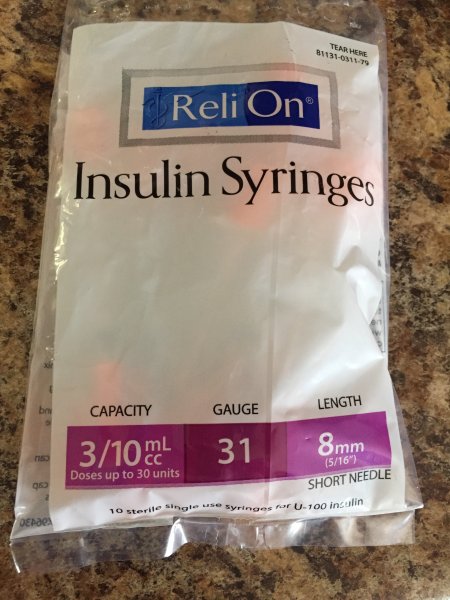 TEAR HERE
81131-0311-79
ReliOn®
Insulin Syringes
CAPACITY
GAUGE
LENGTH
3/10 mL cc
Doses up to 30 units
31
8mm
(5/16")
SHORT NEEDLE
10 sterile single use syringes for U-100 insulin